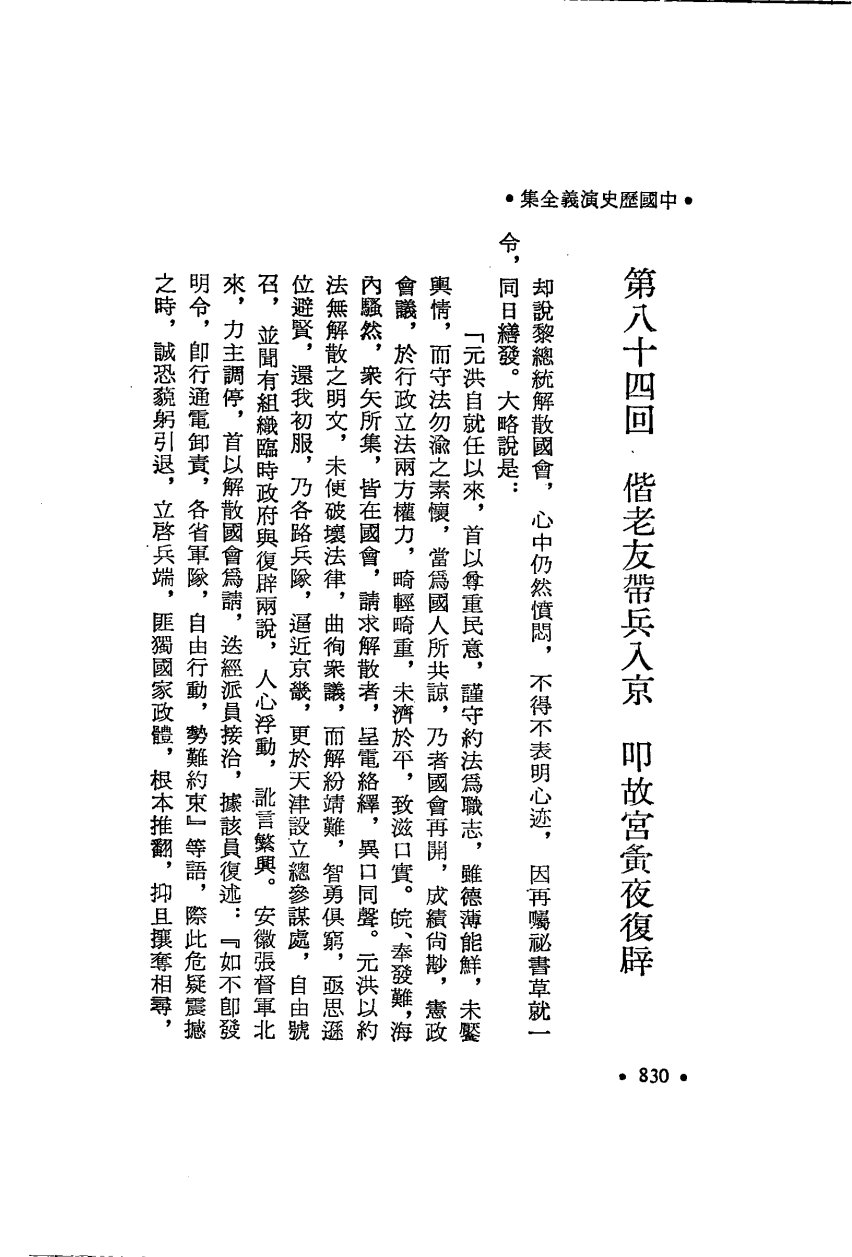 •中國歷史演義全集•
第八十四回　偕老友帶兵入京　叩故宮夤夜復辟
却說黎總統解散國會，心中仍然憤悶，不得不表明心迹，因再囑祕書草就一
令，同日繕發。大略說是：
「元洪自就任以來，首以尊重民意，謹守約法爲職志，雖德薄能鮮，未饜
輿情，而守法勿渝之素懷，當爲國人所共諒，乃者國會再開，成績尙尠，憲政
會議，於行政立法兩方權力，畸輕畸重，未濟於平，致滋口實。皖、奉發難，海
內騷然，衆矢所集，皆在國會，請求解散者，呈電絡繹，異口同聲。元洪以約
法無解散之明文，未便破壞法律，曲徇衆議，而解紛靖難，智勇俱窮，亟思遜
位避賢，還我初服，乃各路兵隊，逼近京畿，更於天津設立總參謀處，自由號
召，並聞有組織臨時政府與復辟兩說，人心浮動，訛言繁興。安徽張督軍北
來，力主調停，首以解散國會爲請，迭經派員接洽，據該員復述：『如不卽發
明令，卽行通電卸責，各省軍隊，自由行動，勢難約束』等語，際此危疑震撼
之時，誠恐藐躬引退，立啓兵端，匪獨國家政體，根本推翻，抑且攘奪相尋，
•830•